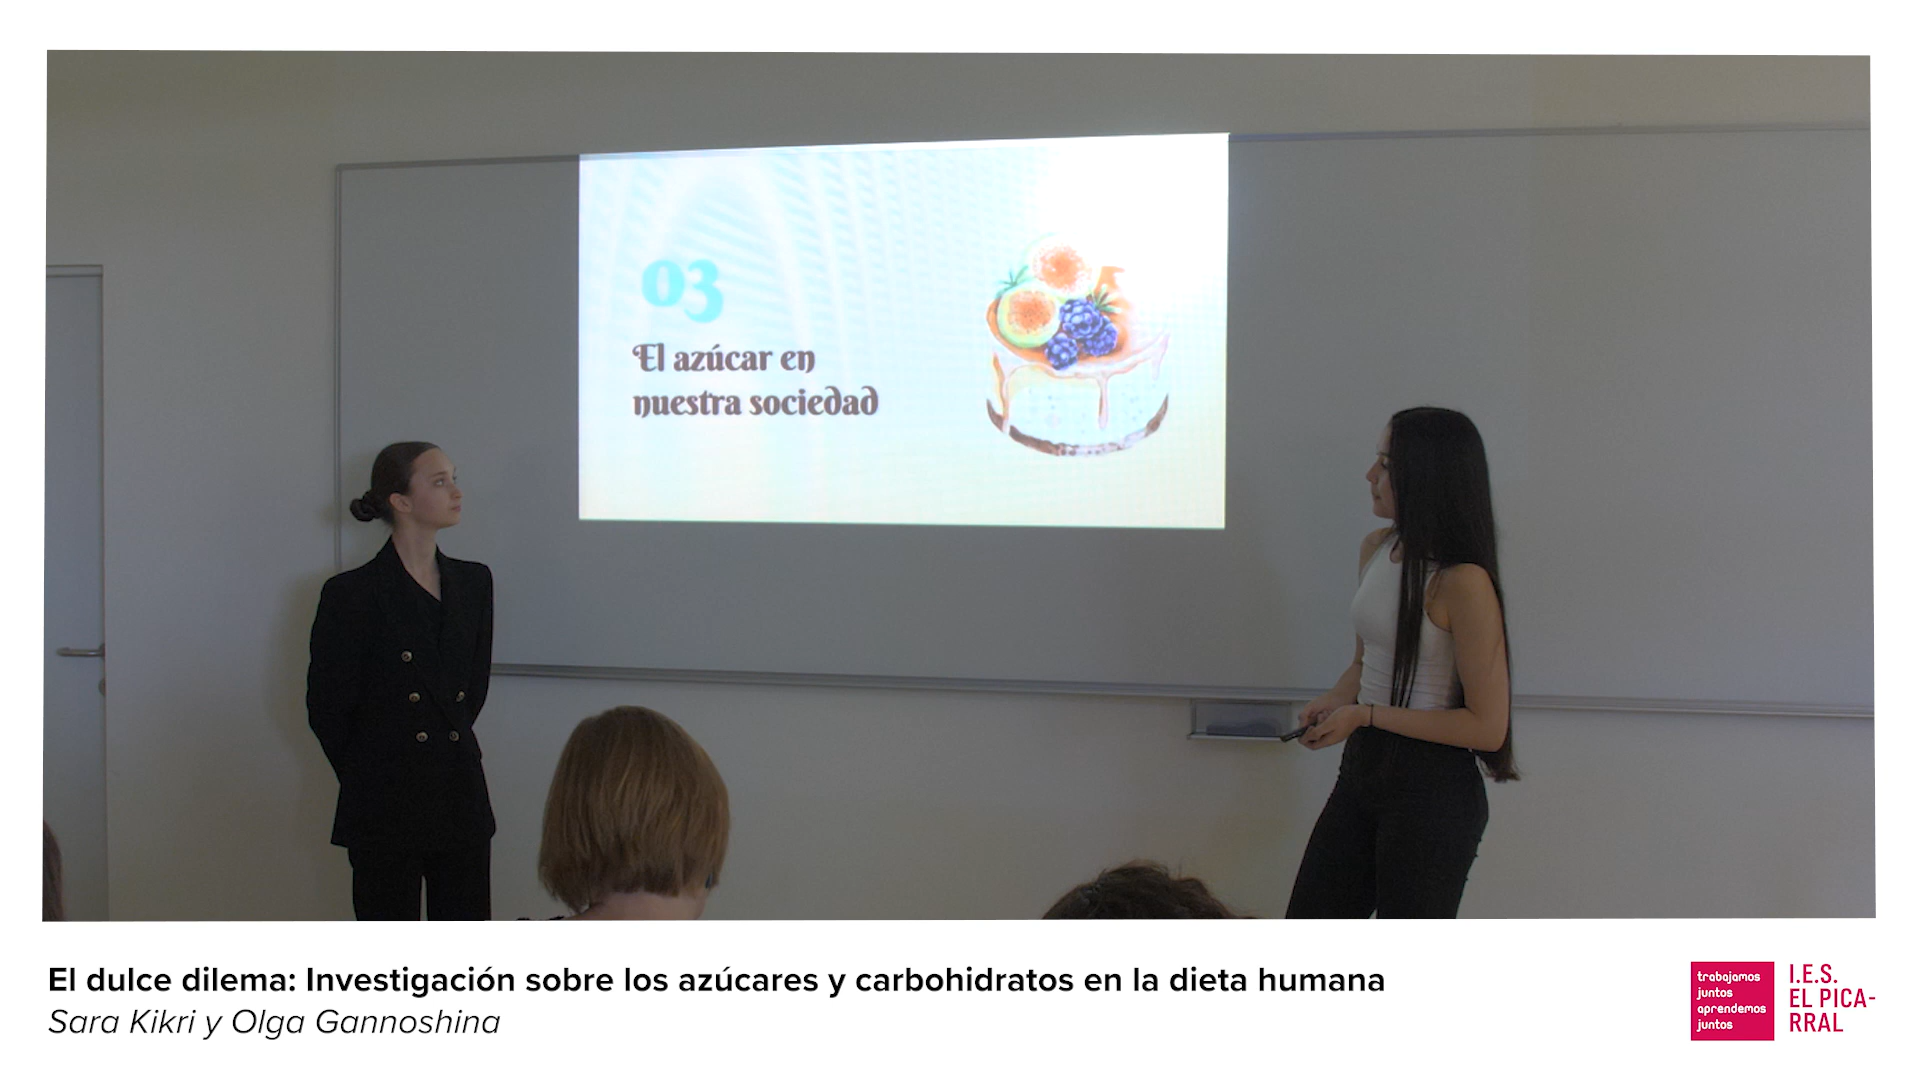 03
El azúcar en
nuestra sociedad
El dulce dilema: Investigación sobre los azúcares y carbohidratos en la dieta humana
Sara Kikri y Olga Gannoshina
trabajamos
juntos
aprendemos
juntos
I.E.S.
EL PICA-
RRAL